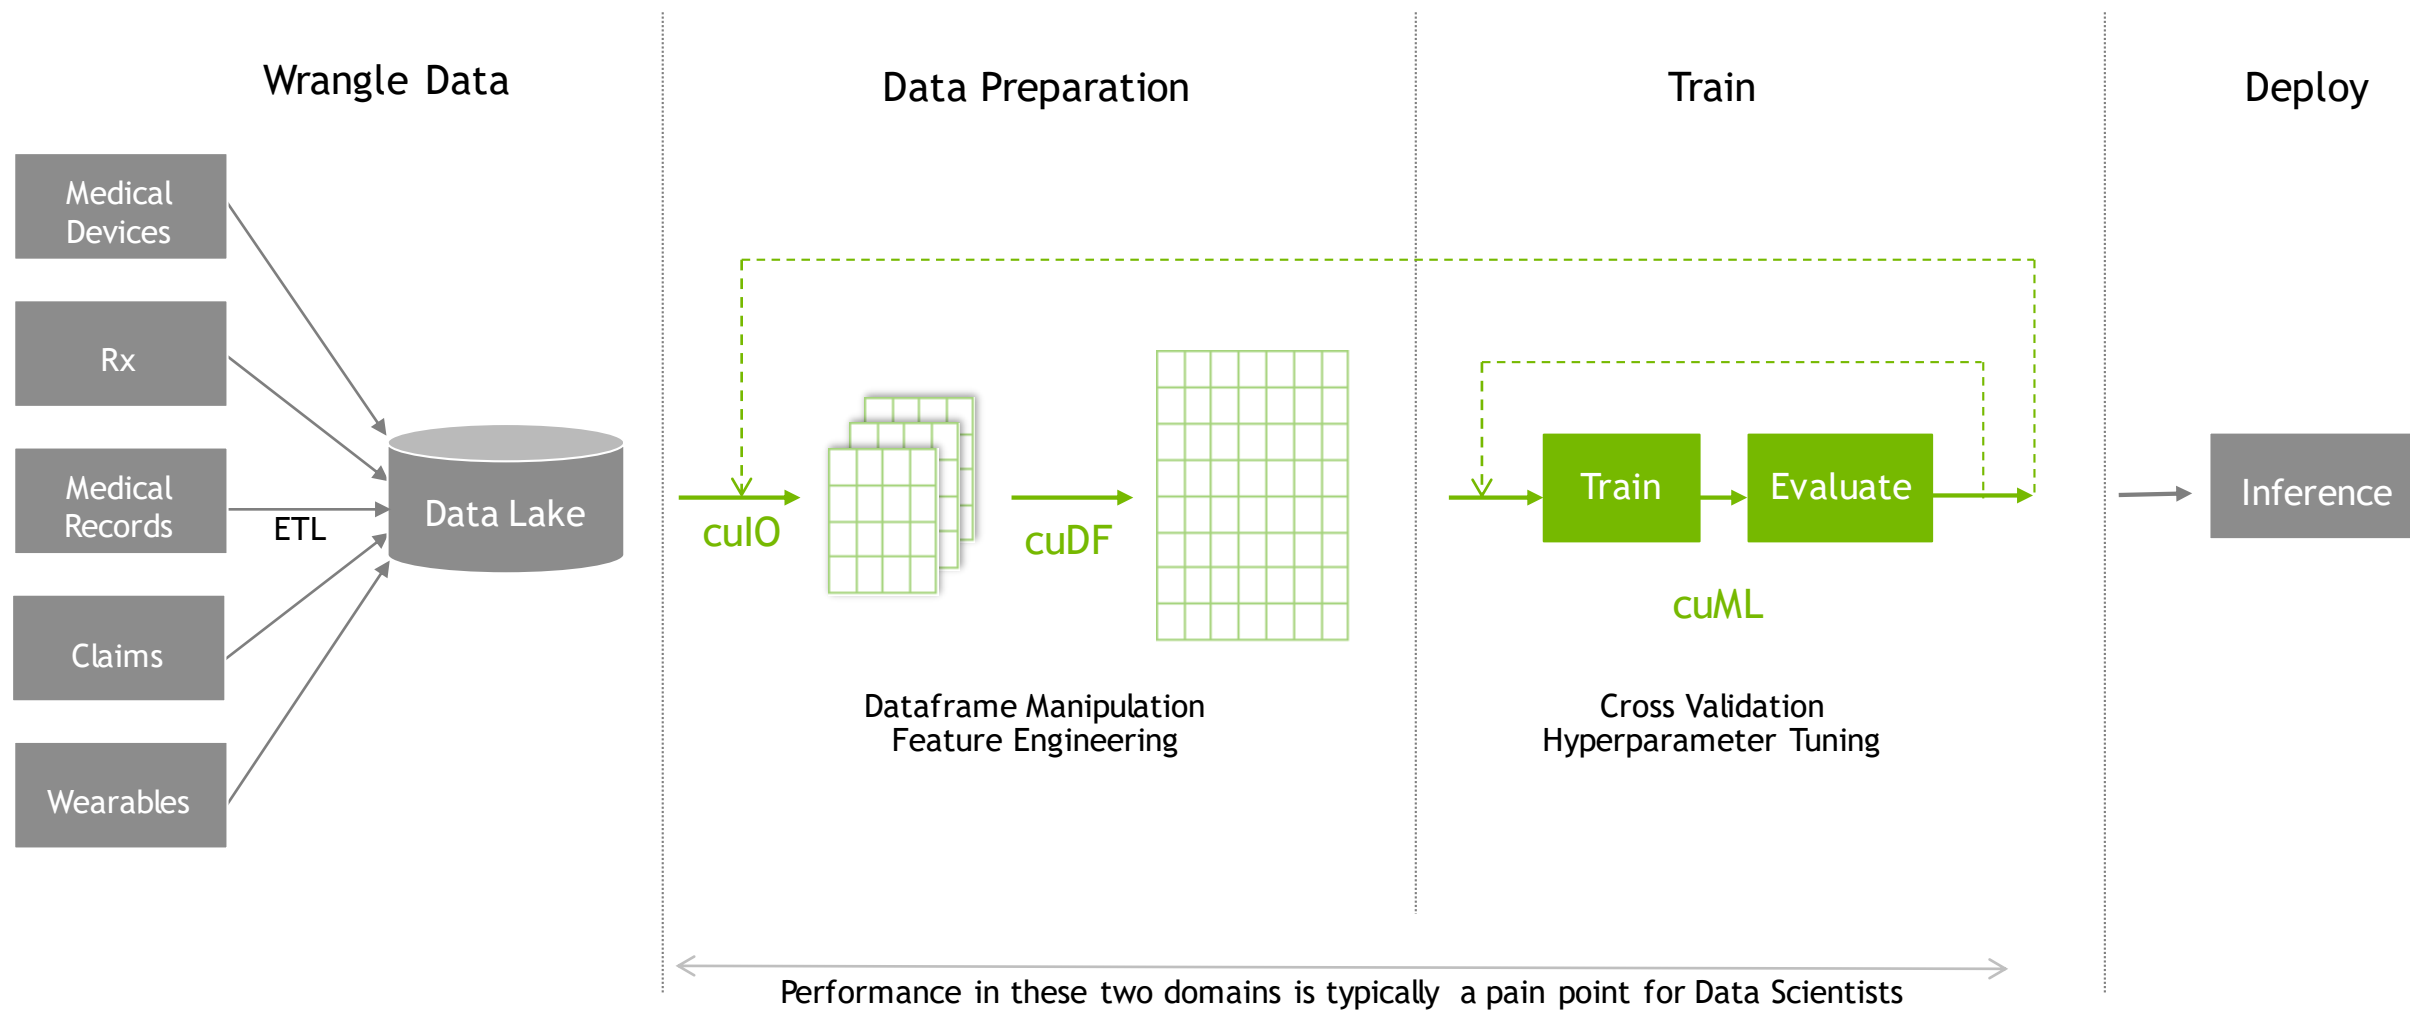 Wrangle Data
Data Preparation
Train
Deploy
Medical
Devices
Rx
Medical
Records
Claims
Wearables
ETL
Data Lake
cuIO
cuDF
Dataframe Manipulation
Feature Engineering
Train
Evaluate
cuML
Cross Validation
Hyperparameter Tuning
Inference
Performance in these two domains is typically a pain point for Data Scientists